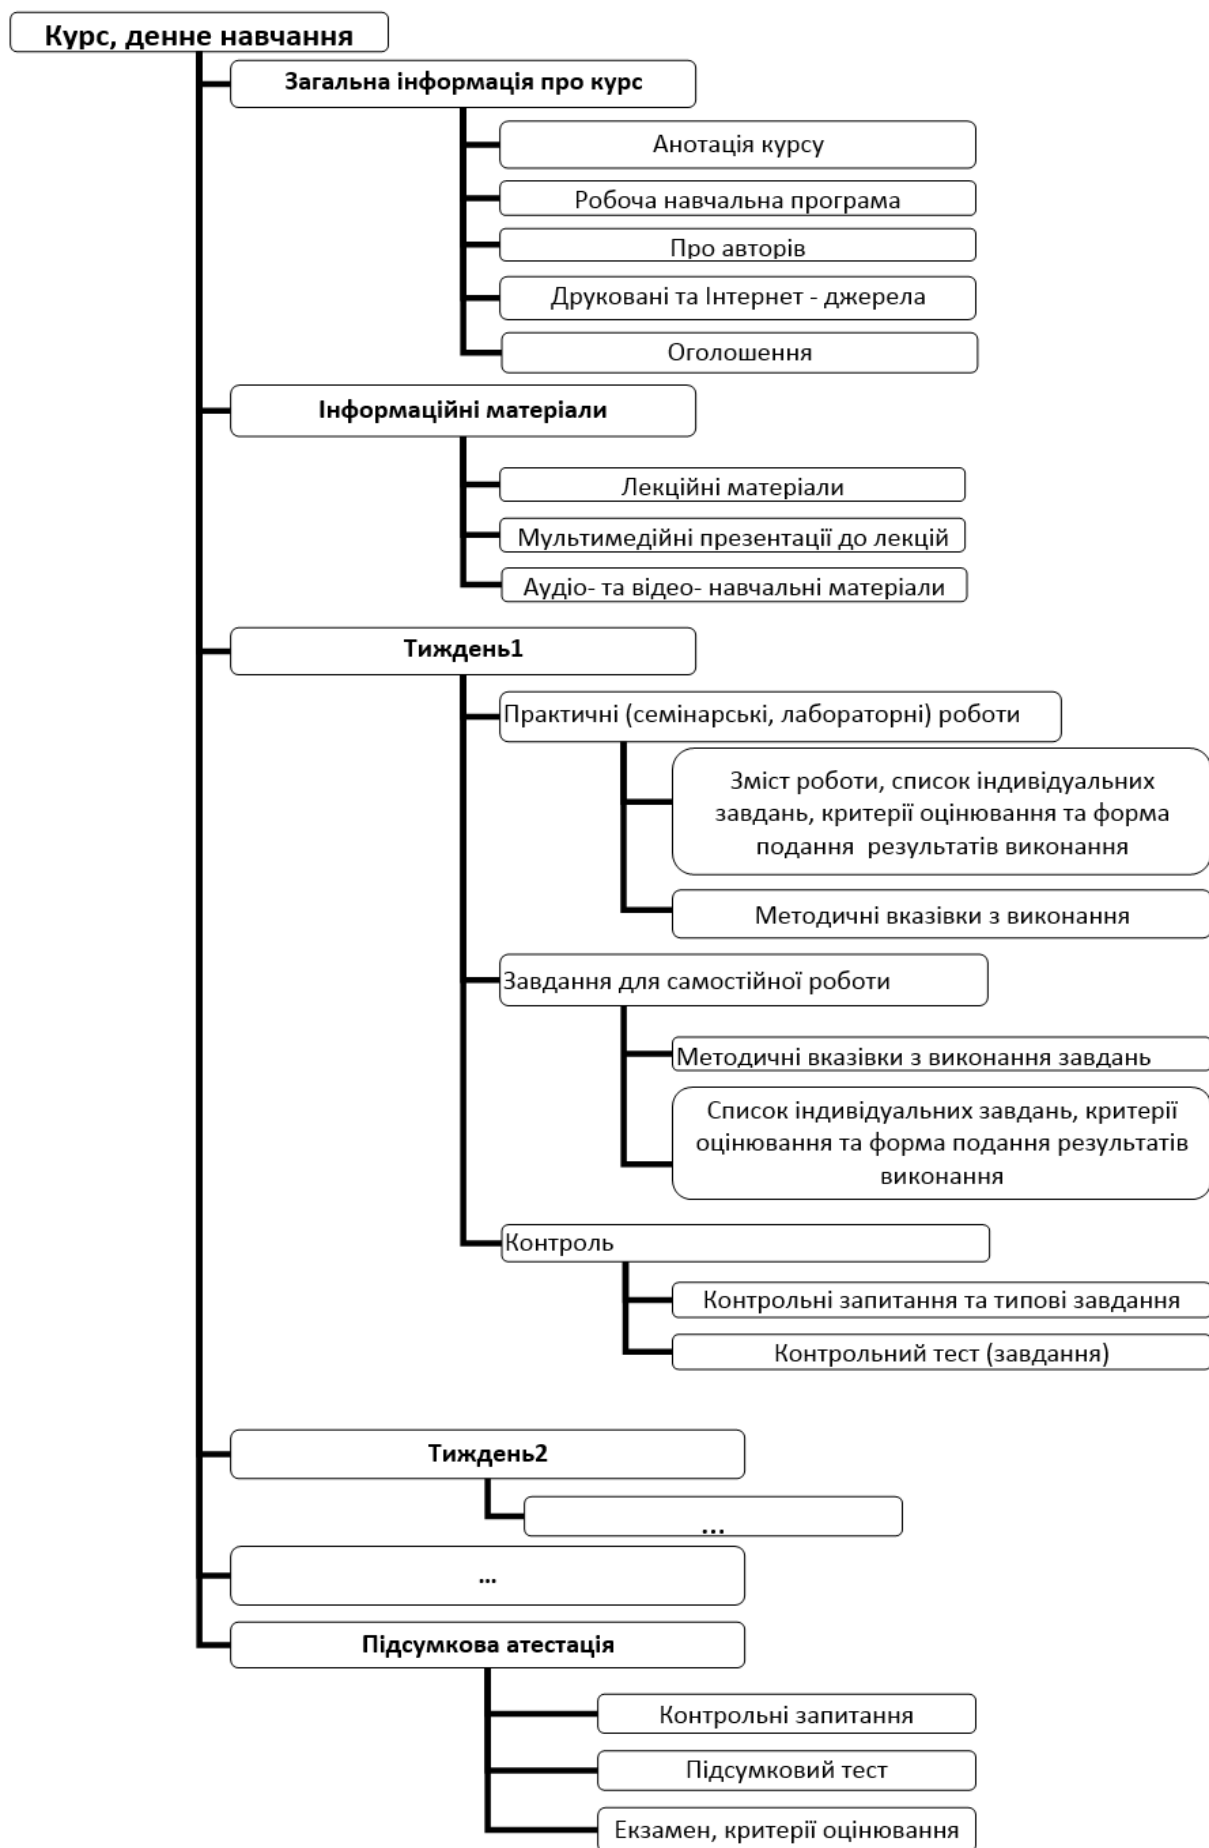 Курс, денне навчання
Загальна інформація про курс
Анотація курсу
Робоча навчальна програма
Про авторів
Друковані та Інтернет - джерела
Оголошення
Інформаційні матеріали
Лекційні матеріали
Мультимедійні презентації до лекцій
Аудіо- та відео- навчальні матеріали
Тиждень1
Практичні (семінарські, лабораторні) роботи
Зміст роботи, список індивідуальних
завдань, критерії оцінювання та форма
подання результатів виконання
Методичні вказівки з виконання
Завдання для самостійної роботи
Методичні вказівки з виконання завдань
Список індивідуальних завдань, критерії
оцінювання та форма подання результатів
виконання
Контроль
Контрольні запитання та типові завдання
Контрольний тест (завдання)
Тиждень2
...
...
Підсумкова атестація
Контрольні запитання
Підсумковий тест
Екзамен, критерії оцінювання